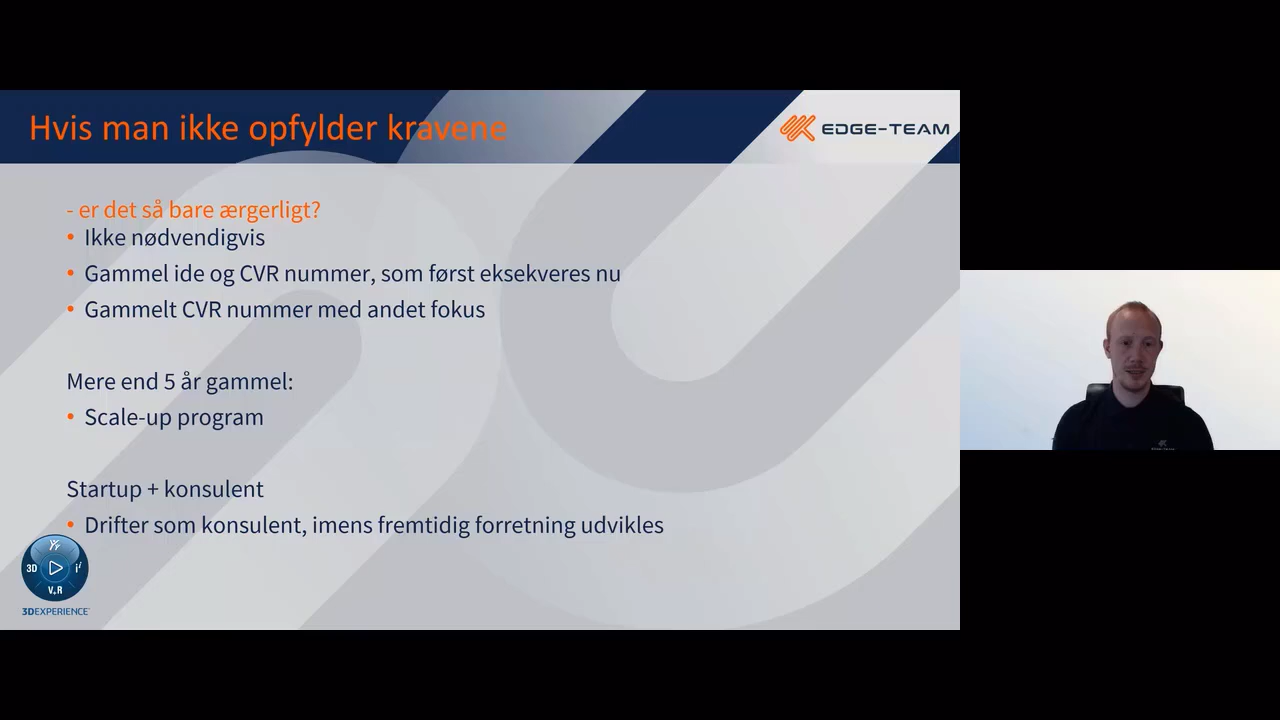 Hvis man ikke opfylder kravene
EDGE-TEAM
- er det så bare ærgerligt?
• Ikke nødvendigvis
• Gammel ide og CVR nummer, som først eksekveres nu
• Gammelt CVR nummer med andet fokus
Mere end 5 år gammel:
• Scale-up program
Startup + konsulent
• Drifter som konsulent, imens fremtidig forretning udvikles
3D
V+R
3DEXPERIENCE